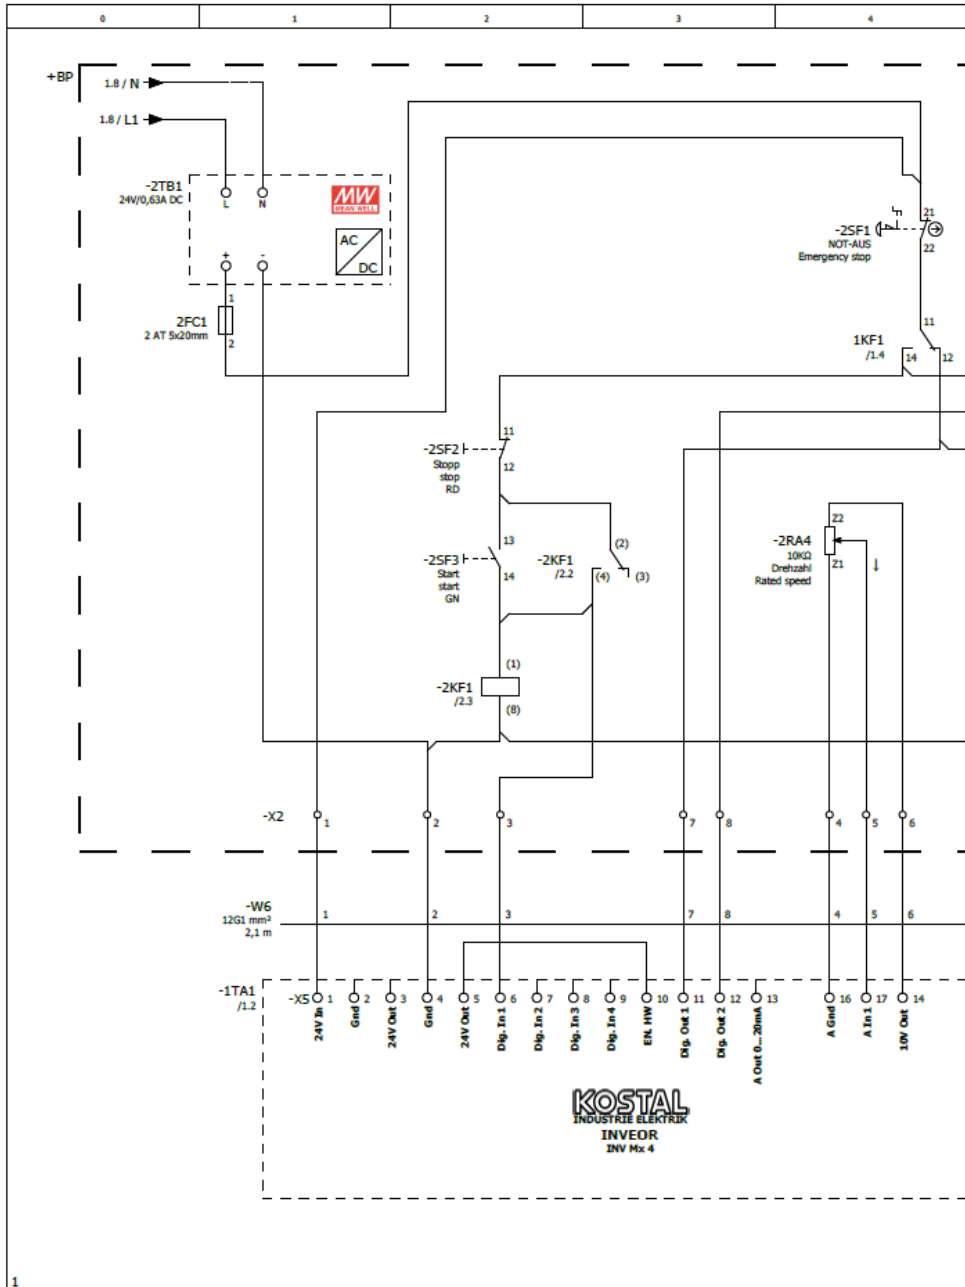 0
1
2
3
4
+BP
1.8 / N
1.8 / L1
-2TB1
24V/0,63A DC
L
N
MW
MEAN WELL
AC
DC
+
-
1
2FC1
2 AT 5x20mm
2
-2SF1
NOT-AUS
Emergency stop
21
22
1KF1
/1.4
11
14
12
-2SF2
Stopp
stop
RD
11
12
-2SF3
Start
start
GN
13
14
-2KF1
/2.2
(2)
(4)
(3)
-2RA4
10KΩ
Drehzahl
Rated speed
Z2
Z1
-2KF1
/2.3
(1)
(8)
-X2
1
2
3
7
8
4
5
6
-W6
12G1 mm²
2,1 m
1
2
3
7
8
4
5
6
-1TA1
/1.2
-X5
1
2
3
4
5
6
7
8
9
10
11
12
13
16
17
14
24V In
Gnd
24V Out
Gnd
24V Out
Dig. In 1
Dig. In 2
Dig. In 3
Dig. In 4
EN. HW
Dig. Out 1
Dig. Out 2
A Out 0...20mA
A Gnd
A In 1
10V Out
KOSTAL
INDUSTRIE ELEKTRIK
INVEOR
INV Mx 4
1